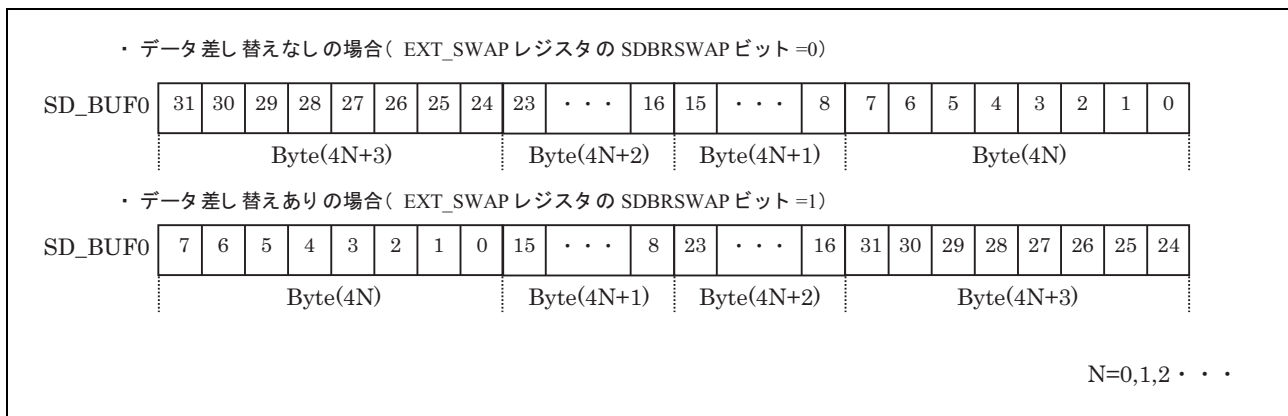 ・ データ差し替えなしの場合( EXT_SWAPレジスタの SDBRSWAPビット=0)
SD_BUF0 31 30 29 28 27 26 25 24 23 ・・・ 16 15 ・・・ 8 7 6 5 4 3 2 1 0
Byte(4N+3) Byte(4N+2) Byte(4N+1) Byte(4N)
・ データ差し替えありの場合( EXT_SWAPレジスタの SDBRSWAPビット=1)
SD_BUF0 7 6 5 4 3 2 1 0 15 ・・・ 8 23 ・・・ 16 31 30 29 28 27 26 25 24
Byte(4N) Byte(4N+1) Byte(4N+2) Byte(4N+3)
N=0,1,2・・・